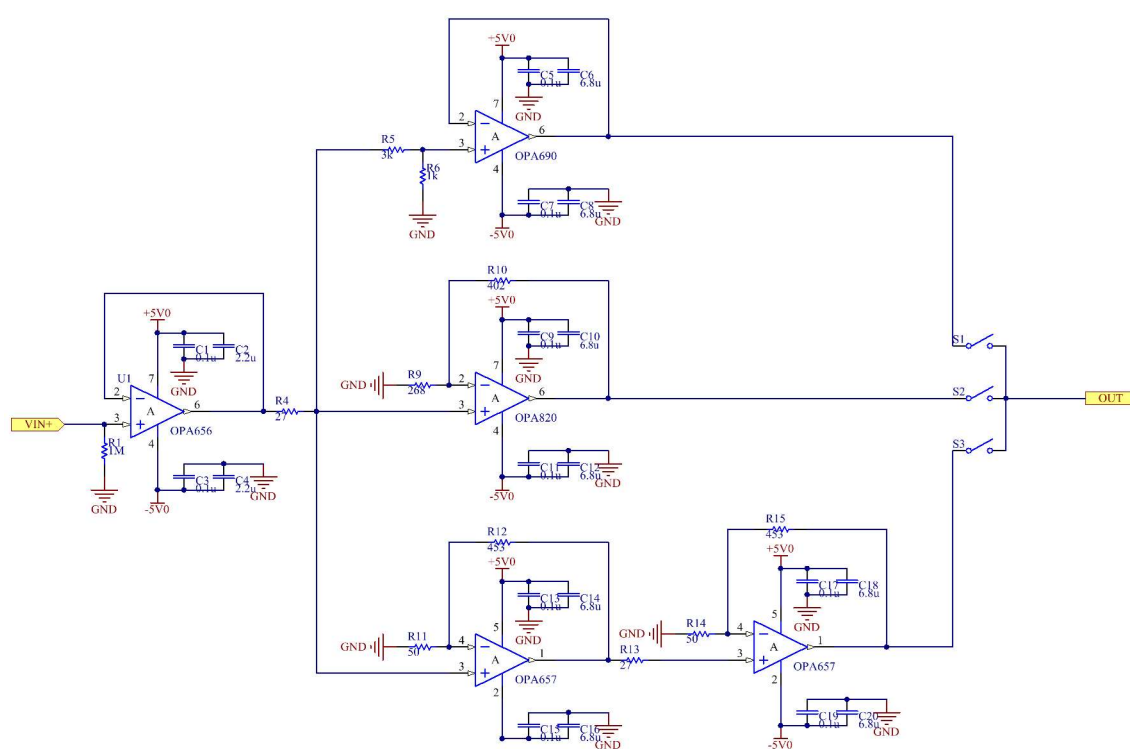 +5V0
C5
0.1u
C6
6.8u
GND
7
2
6
A
3
OPA690
4
R5
3k
R6
1k
GND
C7
0.1u
C8
6.8u
GND
-5V0
R10
402
+5V0
C9
0.1u
C10
6.8u
GND
7
GND
R9
268
2
6
A
3
OPA820
4
C11
0.1u
C12
6.8u
GND
-5V0
+5V0
C1
0.1u
C2
2.2u
GND
U1
7
2
6
A
3
OPA656
4
VIN+
R1
1M
GND
C3
0.1u
C4
2.2u
GND
-5V0
R4
27
S1
S2
S3
OUT
R12
453
+5V0
C13
0.1u
C14
6.8u
GND
5
GND
R11
50
4
1
A
3
OPA657
2
C15
0.1u
C16
6.8u
GND
R13
27
R15
453
+5V0
C17
0.1u
C18
6.8u
GND
5
GND
R14
50
4
1
A
3
OPA657
2
C19
0.1u
C20
6.8u
GND
-5V0